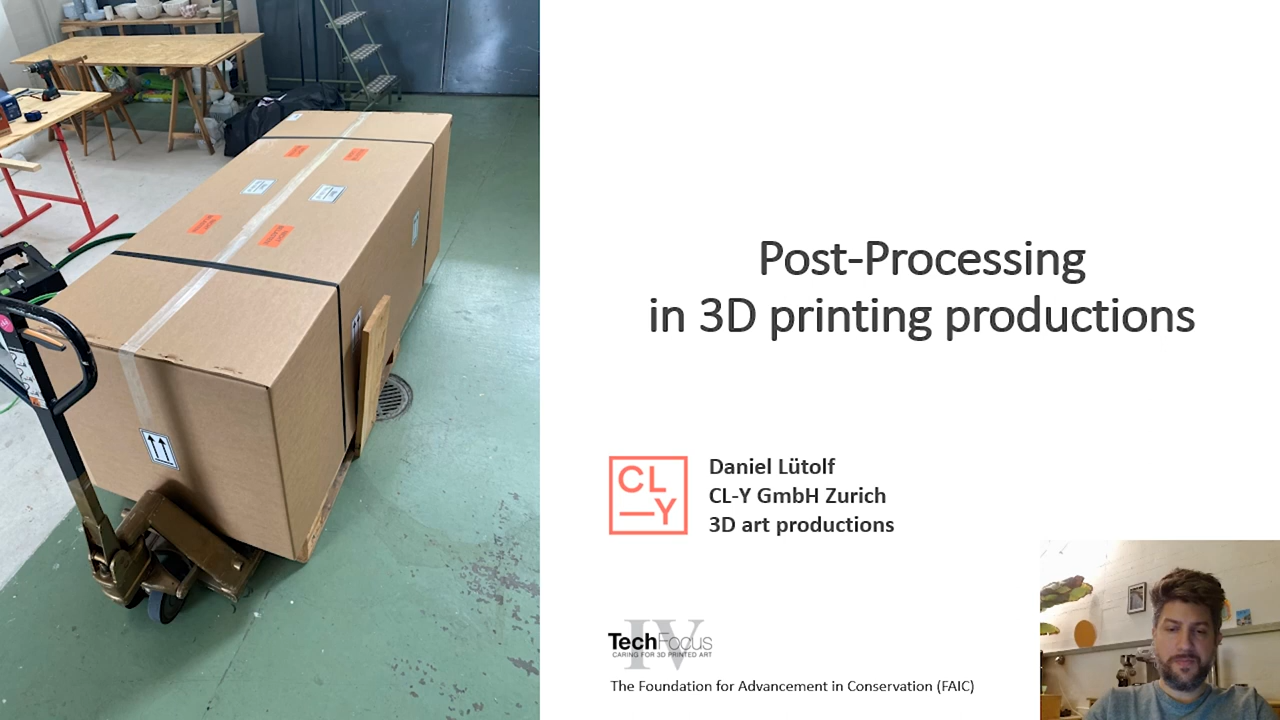 Post-Processing
in 3D printing productions
CL
Y
Daniel Lütolf
CL-Y GmbH Zurich
3D art productions
IV
TechFocus
CARING FOR 3D PRINTED ART
The Foundation for Advancement in Conservation (FAIC)